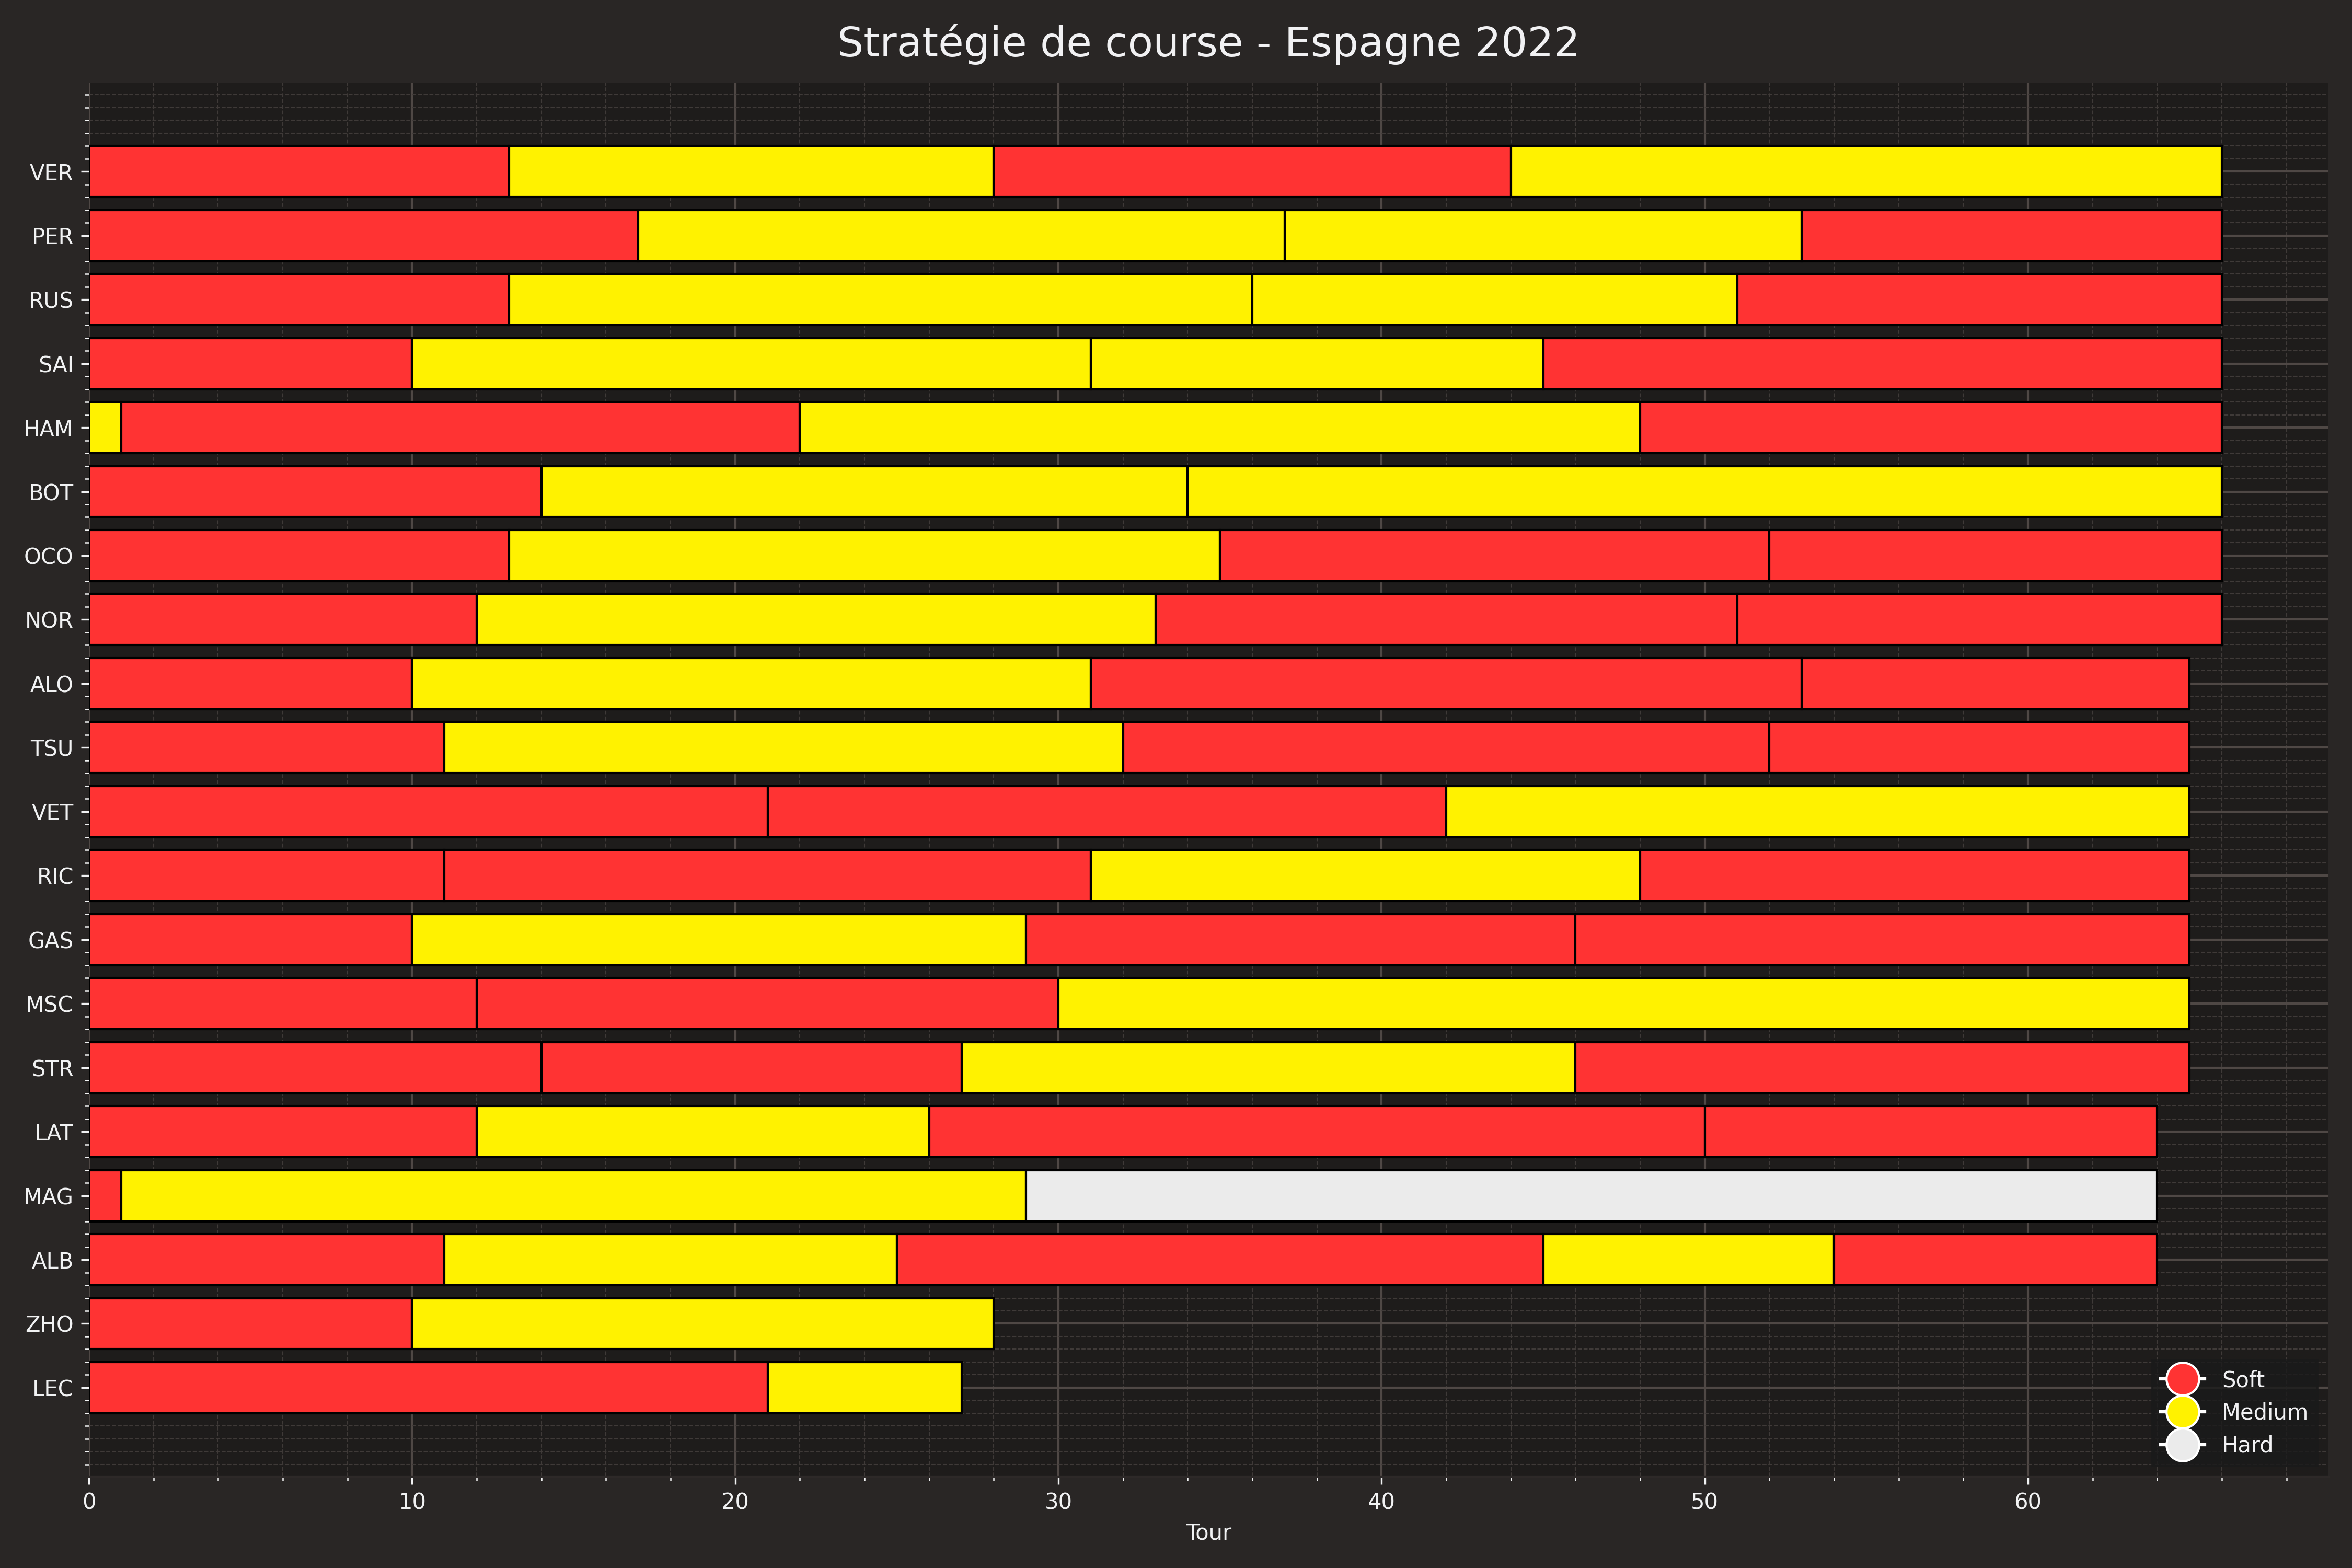 Stratégie de course - Espagne 2022
VER
PER
RUS
SAI
HAM
BOT
OCO
NOR
ALO
TSU
VET
RIC
GAS
MSC
STR
LAT
MAG
ALB
ZHO
LEC
Soft
Medium
Hard
0 10 20 30 40 50 60
Tour